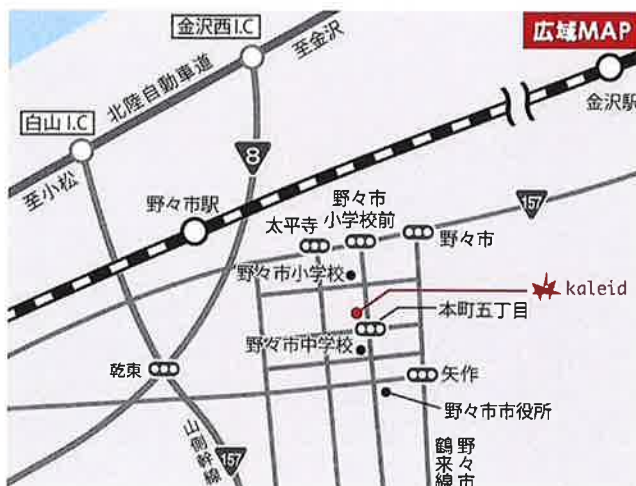 金沢西I.C
至金沢
広域MAP
北陸自動車道
白山I.C
金沢駅
至小松
8
野々市駅
太平寺
野々市
小学校前
野々市
157
野々市小学校
kaleid
本町五丁目
野々市中学校
乾東
矢作
野々市市役所
山側幹線
157
野々市
鶴来線